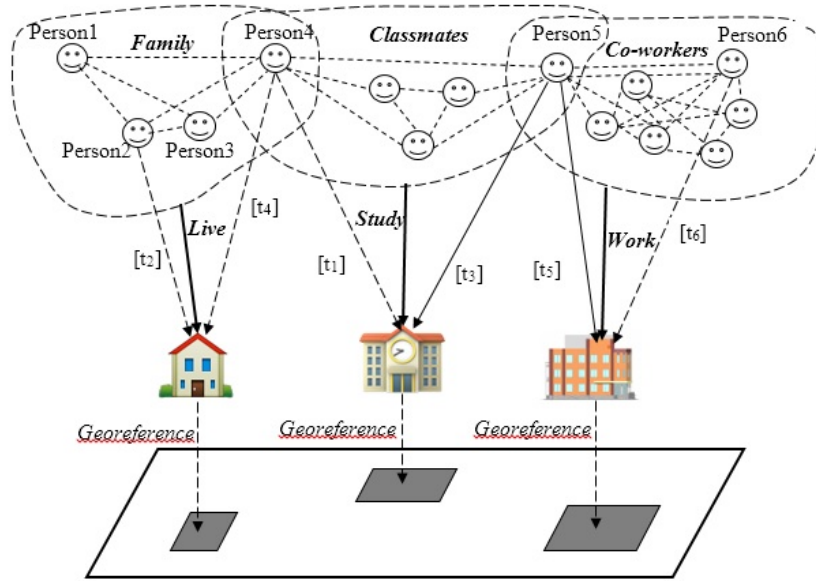 Person1
Family
Person4
Classmates
Person5
Co-workers
Person6
Person2
Person3
[t4]
Live
Study
Work
[t6]
[t2]
[t1]
[t3]
[t5]
Georeference
Georeference
Georeference